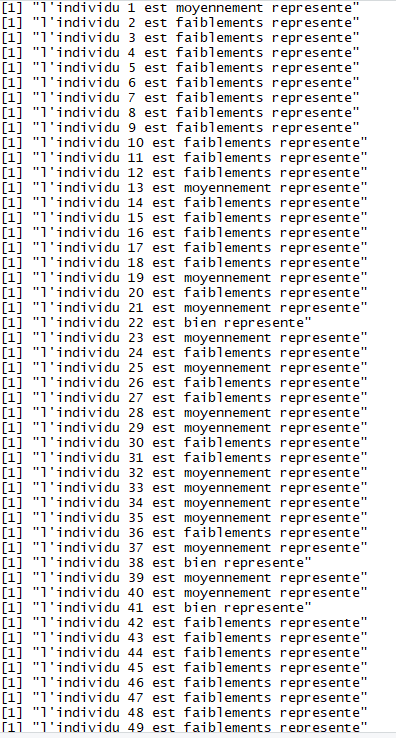 [1] "l'individu 1 est moyennement represente"
[1] "l'individu 2 est faiblements represente"
[1] "l'individu 3 est faiblements represente"
[1] "l'individu 4 est faiblements represente"
[1] "l'individu 5 est faiblements represente"
[1] "l'individu 6 est faiblements represente"
[1] "l'individu 7 est faiblements represente"
[1] "l'individu 8 est faiblements represente"
[1] "l'individu 9 est faiblements represente"
[1] "l'individu 10 est faiblements represente"
[1] "l'individu 11 est faiblements represente"
[1] "l'individu 12 est faiblements represente"
[1] "l'individu 13 est moyennement represente"
[1] "l'individu 14 est faiblements represente"
[1] "l'individu 15 est faiblements represente"
[1] "l'individu 16 est faiblements represente"
[1] "l'individu 17 est faiblements represente"
[1] "l'individu 18 est faiblements represente"
[1] "l'individu 19 est moyennement represente"
[1] "l'individu 20 est faiblements represente"
[1] "l'individu 21 est moyennement represente"
[1] "l'individu 22 est bien represente"
[1] "l'individu 23 est moyennement represente"
[1] "l'individu 24 est faiblements represente"
[1] "l'individu 25 est moyennement represente"
[1] "l'individu 26 est faiblements represente"
[1] "l'individu 27 est faiblements represente"
[1] "l'individu 28 est moyennement represente"
[1] "l'individu 29 est moyennement represente"
[1] "l'individu 30 est faiblements represente"
[1] "l'individu 31 est faiblements represente"
[1] "l'individu 32 est moyennement represente"
[1] "l'individu 33 est moyennement represente"
[1] "l'individu 34 est moyennement represente"
[1] "l'individu 35 est moyennement represente"
[1] "l'individu 36 est faiblements represente"
[1] "l'individu 37 est moyennement represente"
[1] "l'individu 38 est bien represente"
[1] "l'individu 39 est moyennement represente"
[1] "l'individu 40 est moyennement represente"
[1] "l'individu 41 est bien represente"
[1] "l'individu 42 est faiblements represente"
[1] "l'individu 43 est faiblements represente"
[1] "l'individu 44 est faiblements represente"
[1] "l'individu 45 est faiblements represente"
[1] "l'individu 46 est faiblements represente"
[1] "l'individu 47 est faiblements represente"
[1] "l'individu 48 est faiblements represente"
[1] "l'individu 49 est faiblements represente"